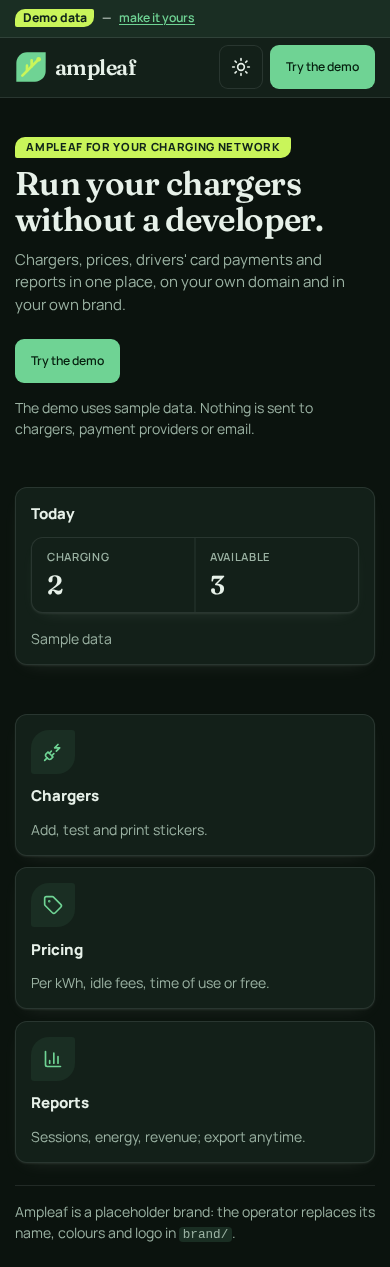 Demo data — make it yours
ampleaf
Try the demo
AMPLEAF FOR YOUR CHARGING NETWORK
Run your chargers
without a developer.
Chargers, prices, drivers' card payments and
reports in one place, on your own domain and in
your own brand.
Try the demo
The demo uses sample data. Nothing is sent to
chargers, payment providers or email.
Today
CHARGING
2
AVAILABLE
3
Sample data
Chargers
Add, test and print stickers.
Pricing
Per kWh, idle fees, time of use or free.
Reports
Sessions, energy, revenue; export anytime.
Ampleaf is a placeholder brand: the operator replaces its
name, colours and logo in brand/.